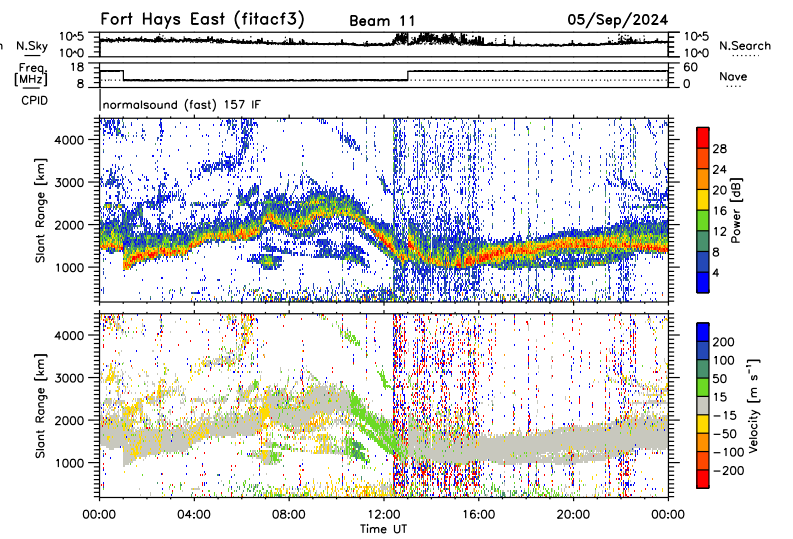 Fort Hays East (fitacf3) Beam 11 05/Sep/2024
N.Sky 10^5 10^0 10^5 10^0 N.Search
Freq. [MHz] 18 8 60 0 Nave
CPID normalsound (fast) 157 IF
Slant Range [km]
4000
3000
2000
1000
Power [dB]
28
24
20
16
12
8
4
Slant Range [km]
4000
3000
2000
1000
Velocity [m s⁻¹]
200
100
50
15
-15
-50
-100
-200
00:00 04:00 08:00 12:00 16:00 20:00 00:00
Time UT